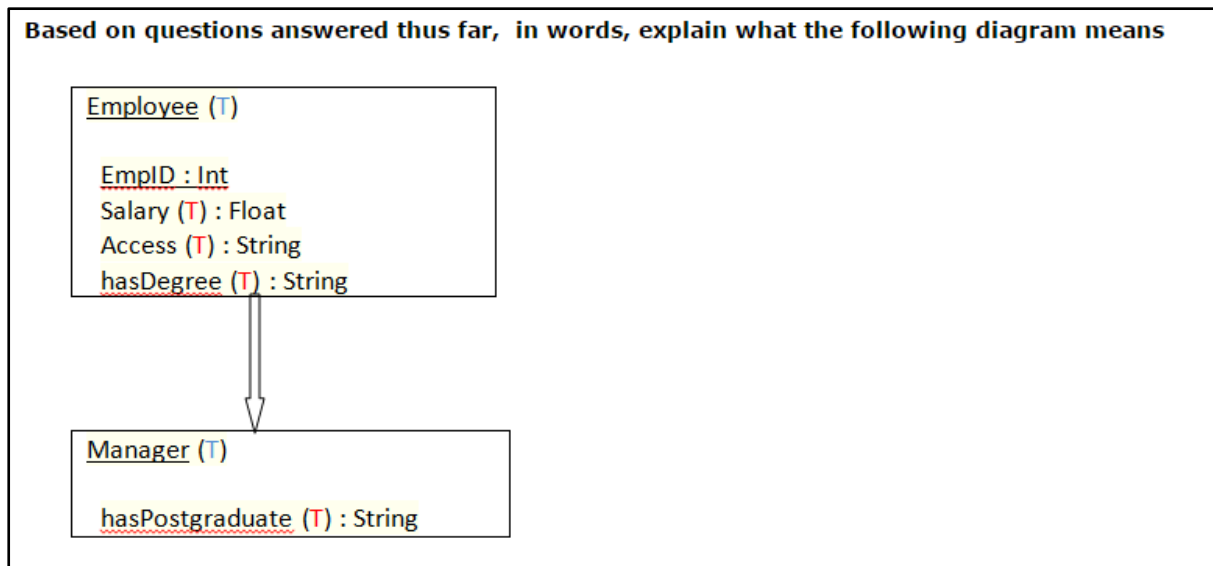 Based on questions answered thus far, in words, explain what the following diagram means
Employee (T)
EmpID : Int
Salary (T) : Float
Access (T) : String
hasDegree (T) : String
Manager (T)
hasPostgraduate (T) : String